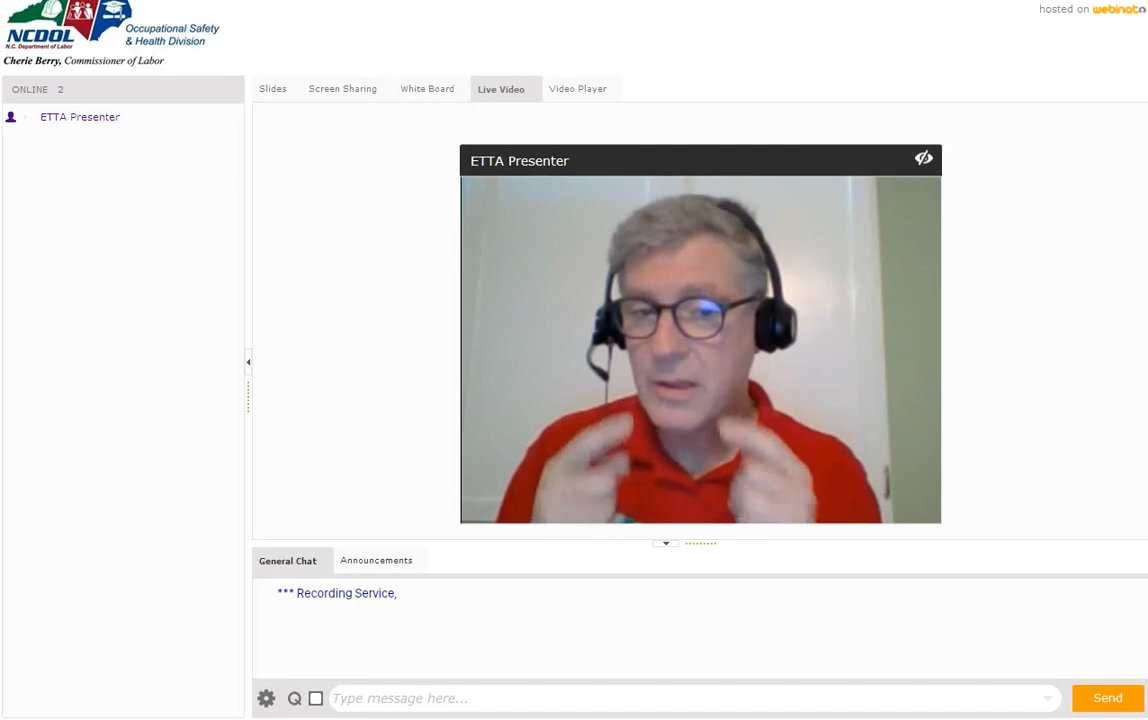 hosted on webinato
NCDOL
N.C. Department of Labor
Occupational Safety
& Health Division
Cherie Berry, Commissioner of Labor
ONLINE 2
Slides Screen Sharing White Board Live Video Video Player
ETTA Presenter
ETTA Presenter
General Chat Announcements
*** Recording Service,
Q Type message here... Send